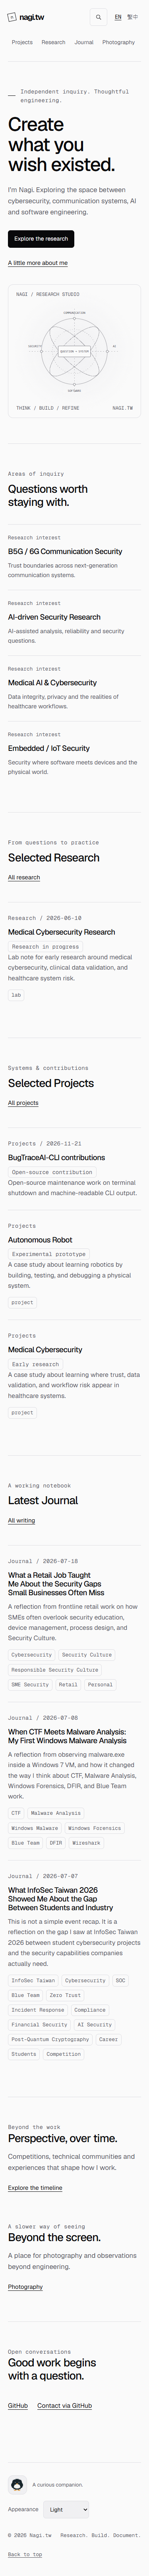 nagi.tw
EN 繁中
Projects Research Journal Photography
Independent inquiry. Thoughtful
engineering.
Create
what you
wish existed.
I'm Nagi. Exploring the space between
cybersecurity, communication systems, AI
and software engineering.
Explore the research
A little more about me
NAGI / RESEARCH STUDIO
COMMUNICATION
SECURITY
AI
QUESTION → SYSTEM
SOFTWARE
THINK / BUILD / REFINE
NAGI.TW
Areas of inquiry
Questions worth
staying with.
Research interest
B5G / 6G Communication Security
Trust boundaries across next-generation
communication systems.
Research interest
AI-driven Security Research
AI-assisted analysis, reliability and security
questions.
Research interest
Medical AI & Cybersecurity
Data integrity, privacy and the realities of
healthcare workflows.
Research interest
Embedded / IoT Security
Security where software meets devices and the
physical world.
From questions to practice
Selected Research
All research
Research / 2026-06-10
Medical Cybersecurity Research
Research in progress
Lab note for early research around medical
cybersecurity, clinical data validation, and
healthcare system risk.
lab
Systems & contributions
Selected Projects
All projects
Projects / 2026-11-21
BugTraceAI-CLI contributions
Open-source contribution
Open-source maintenance work on terminal
shutdown and machine-readable CLI output.
Projects
Autonomous Robot
Experimental prototype
A case study about learning robotics by
building, testing, and debugging a physical
system.
project
Projects
Medical Cybersecurity
Early research
A case study about learning where trust, data
validation, and workflow risk appear in
healthcare systems.
project
A working notebook
Latest Journal
All writing
Journal / 2026-07-18
What a Retail Job Taught
Me About the Security Gaps
Small Businesses Often Miss
A reflection from frontline retail work on how
SMEs often overlook security education,
device management, process design, and
Security Culture.
Cybersecurity Security Culture
Responsible Security Culture
SME Security Retail Personal
Journal / 2026-07-08
When CTF Meets Malware Analysis:
My First Windows Malware Analysis
A reflection from observing malware.exe
inside a Windows 7 VM, and how it changed
the way I think about CTF, Malware Analysis,
Windows Forensics, DFIR, and Blue Team
work.
CTF Malware Analysis
Windows Malware Windows Forensics
Blue Team DFIR Wireshark
Journal / 2026-07-07
What InfoSec Taiwan 2026
Showed Me About the Gap
Between Students and Industry
This is not a simple event recap. It is a
reflection on the gap I saw at InfoSec Taiwan
2026 between student cybersecurity projects
and the security capabilities companies
actually need.
InfoSec Taiwan Cybersecurity SOC
Blue Team Zero Trust
Incident Response Compliance
Financial Security AI Security
Post-Quantum Cryptography Career
Students Competition
Beyond the work
Perspective, over time.
Competitions, technical communities and
experiences that shape how I work.
Explore the timeline
A slower way of seeing
Beyond the screen.
A place for photography and observations
beyond engineering.
Photography
Open conversations
Good work begins
with a question.
GitHub Contact via GitHub
A curious companion.
Appearance Light
© 2026 Nagi.tw Research. Build. Document.
Back to top